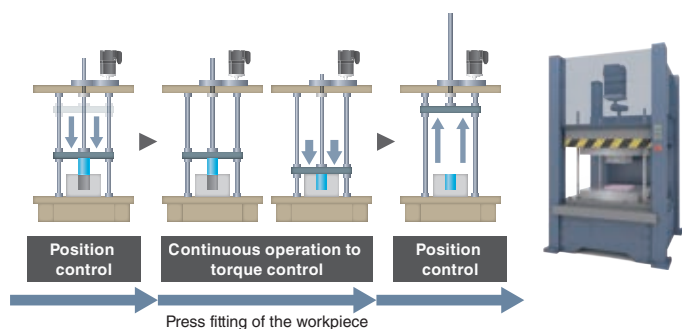 Position
control
Continuous operation to
torque control
Position
control
Press fitting of the workpiece